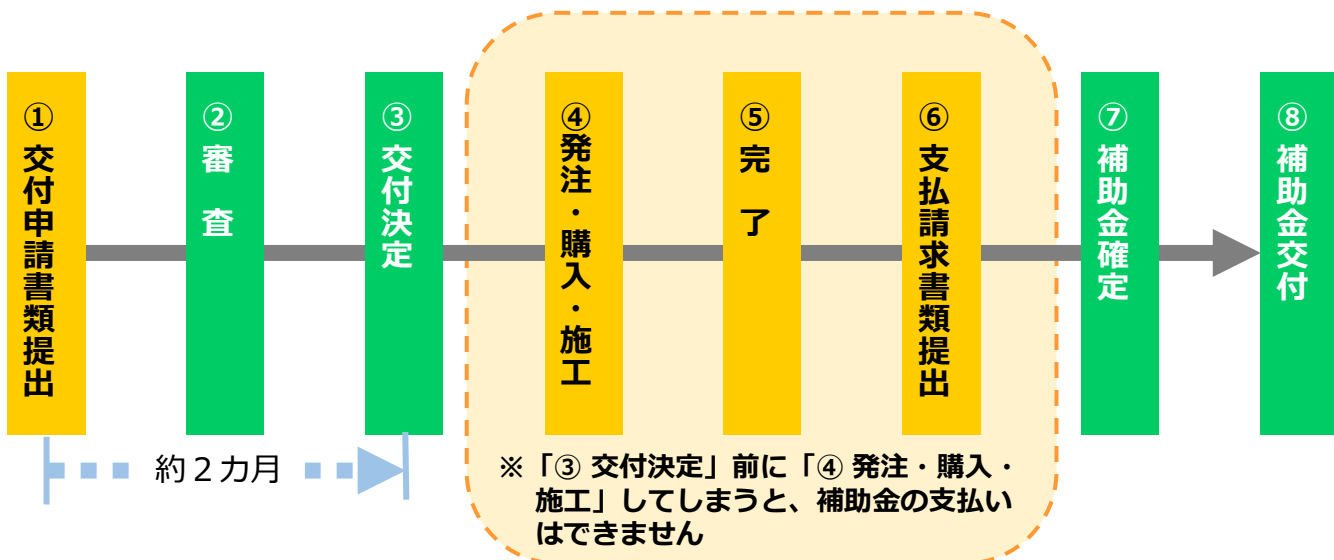 ①交付申請書類提出
②審　査
③交付決定
④発注・購入・施工
⑤完　了
⑥支払請求書類提出
⑦補助金確定
⑧補助金交付
約２カ月
※「③ 交付決定」前に「④ 発注・購入・
施工」してしまうと、補助金の支払い
はできません